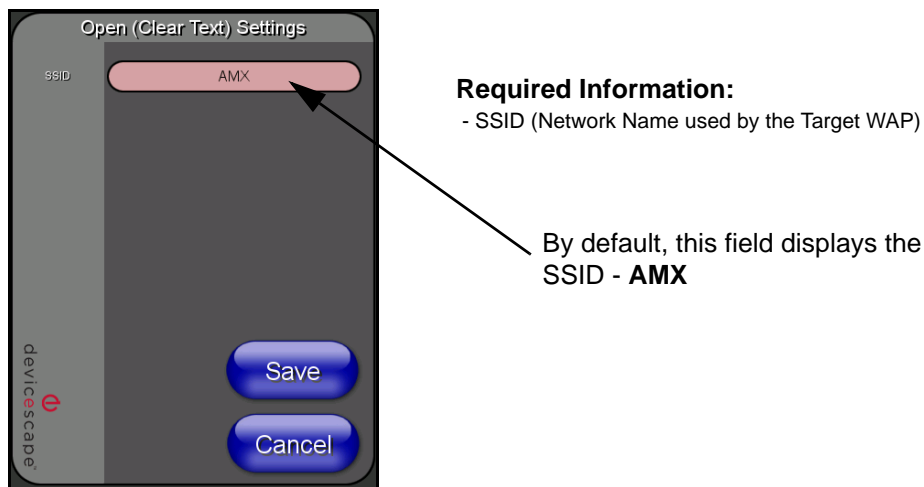 Open (Clear Text) Settings
SSID
AMX
Required Information:
- SSID (Network Name used by the Target WAP)
By default, this field displays the
SSID - AMX
Save
Cancel
devicescape
e